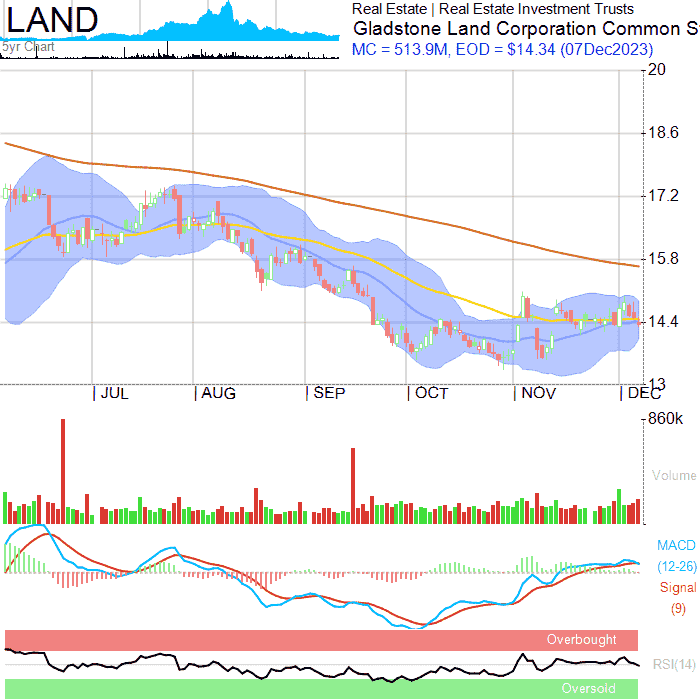 LAND
5yr Chart
Real Estate | Real Estate Investment Trusts
Gladstone Land Corporation Common S
MC = 513.9M, EOD = $14.34 (07Dec2023)
20
18.6
17.2
15.8
14.4
13
JUL AUG SEP OCT NOV DEC
860k
Volume
MACD
(12-26)
Signal
(9)
Overbought
RSI(14)
Oversold